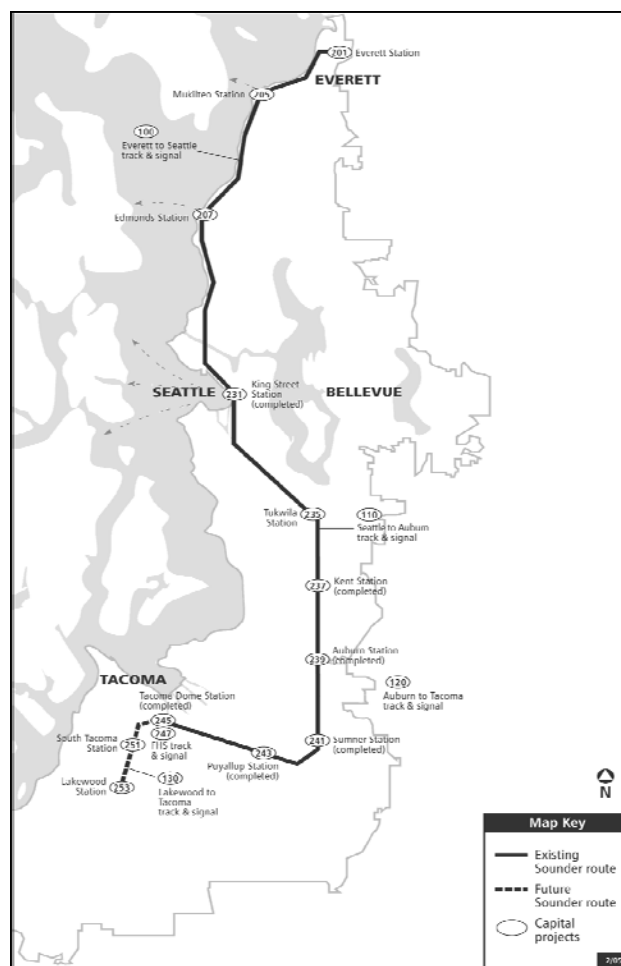 201
Everett Station
EVERETT
Mukilteo Station
205
100
Everett to Seattle
track & signal
207
Edmonds Station
SEATTLE
231
King Street
Station
(completed)
BELLEVUE
Tukwila
Station
235
110
Seattle to Auburn
track & signal
237
Kent Station
(completed)
239
Auburn Station
(completed)
120
Auburn to Tacoma
track & signal
TACOMA
Tacoma Dome Station
(completed)
245
247
FHS track
& signal
South Tacoma
Station
251
243
Puyallup Station
(completed)
241
Sumner Station
(completed)
Lakewood
Station
253
130
Lakewood to
Tacoma
track & signal
N
Map Key
Existing
Sounder route
Future
Sounder route
Capital
projects
2/05